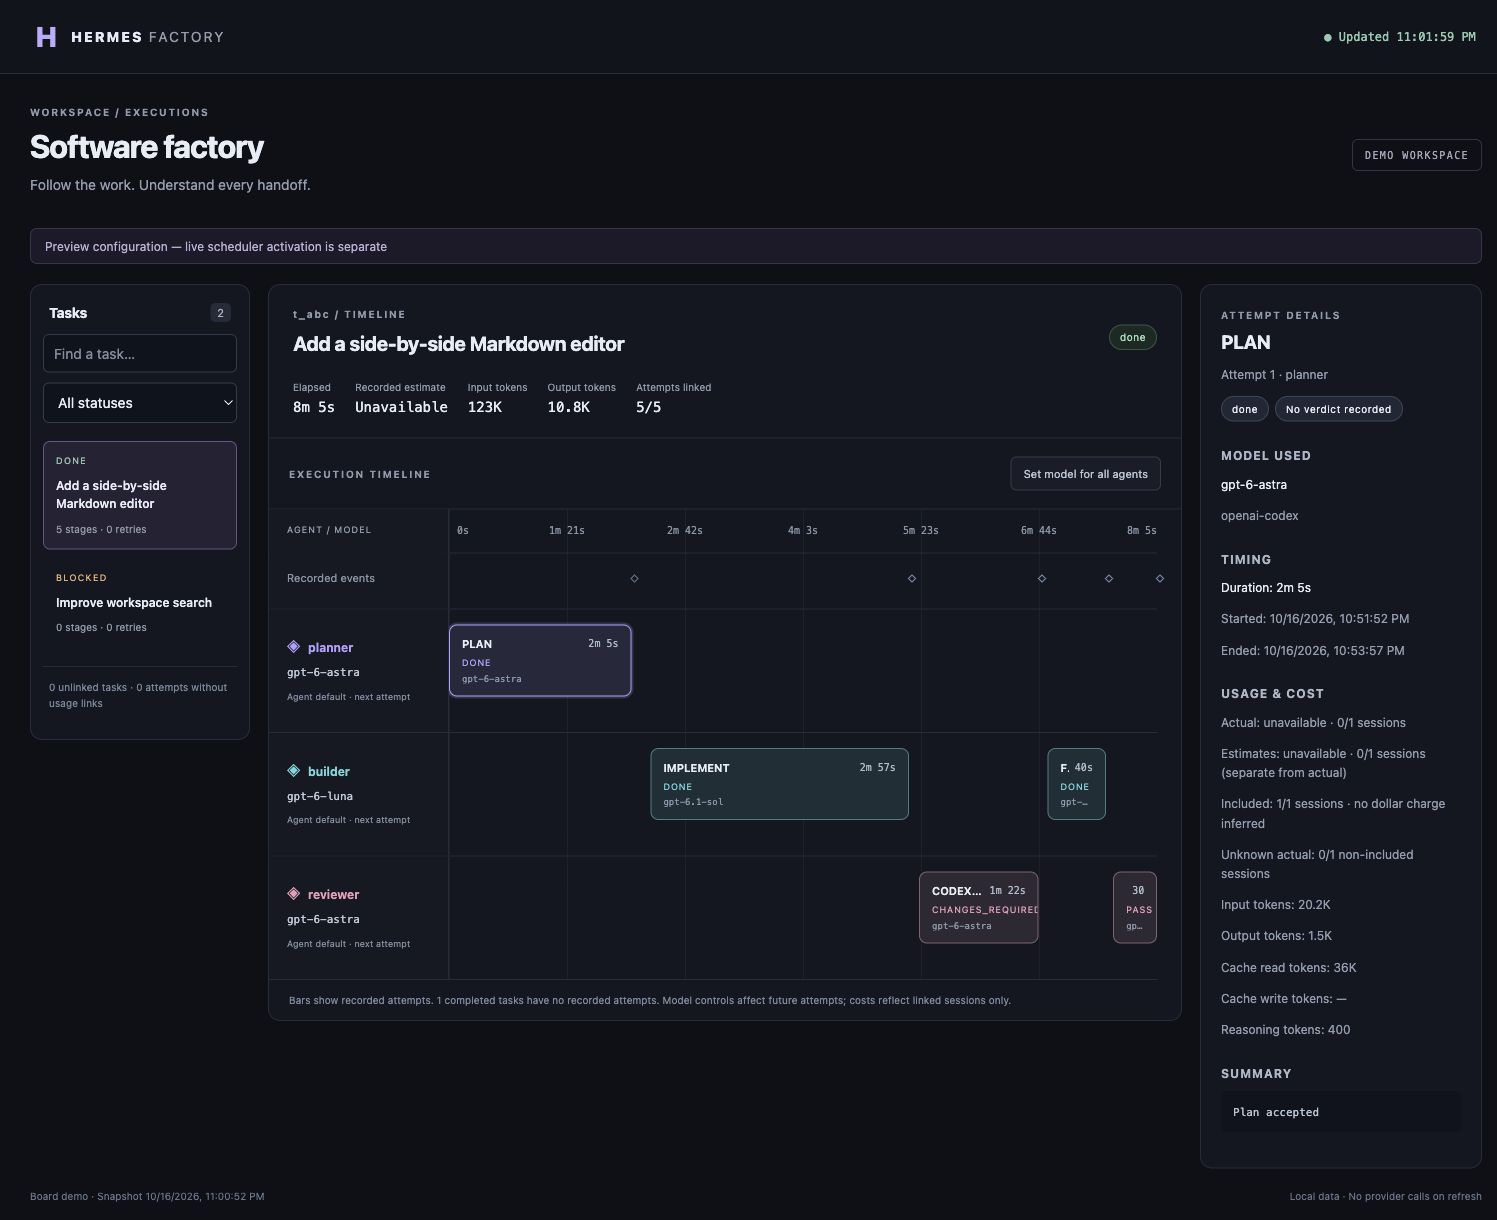 H HERMES FACTORY
Updated 11:01:59 PM
WORKSPACE / EXECUTIONS
Software factory
Follow the work. Understand every handoff.
DEMO WORKSPACE
Preview configuration — live scheduler activation is separate
Tasks 2
Find a task...
All statuses
DONE
Add a side-by-side
Markdown editor
5 stages · 0 retries
BLOCKED
Improve workspace search
0 stages · 0 retries
0 unlinked tasks · 0 attempts without
usage links
t_abc / TIMELINE
Add a side-by-side Markdown editor
done
Elapsed Recorded estimate Input tokens Output tokens Attempts linked
8m 5s Unavailable 123K 10.8K 5/5
EXECUTION TIMELINE
Set model for all agents
AGENT / MODEL 0s 1m 21s 2m 42s 4m 3s 5m 23s 6m 44s 8m 5s
Recorded events
planner
gpt-6-astra
Agent default · next attempt
PLAN 2m 5s
DONE
gpt-6-astra
builder
gpt-6-luna
Agent default · next attempt
IMPLEMENT 2m 57s
DONE
gpt-6.1-sol
F. 40s
DONE
gpt-…
reviewer
gpt-6-astra
Agent default · next attempt
CODEX… 1m 22s
CHANGES_REQUIRED
gpt-6-astra
30
PASS
gp…
Bars show recorded attempts. 1 completed tasks have no recorded attempts. Model controls affect future attempts; costs reflect linked sessions only.
ATTEMPT DETAILS
PLAN
Attempt 1 · planner
done No verdict recorded
MODEL USED
gpt-6-astra
openai-codex
TIMING
Duration: 2m 5s
Started: 10/16/2026, 10:51:52 PM
Ended: 10/16/2026, 10:53:57 PM
USAGE & COST
Actual: unavailable · 0/1 sessions
Estimates: unavailable · 0/1 sessions
(separate from actual)
Included: 1/1 sessions · no dollar charge
inferred
Unknown actual: 0/1 non-included
sessions
Input tokens: 20.2K
Output tokens: 1.5K
Cache read tokens: 36K
Cache write tokens: —
Reasoning tokens: 400
SUMMARY
Plan accepted
Board demo · Snapshot 10/16/2026, 11:00:52 PM
Local data · No provider calls on refresh